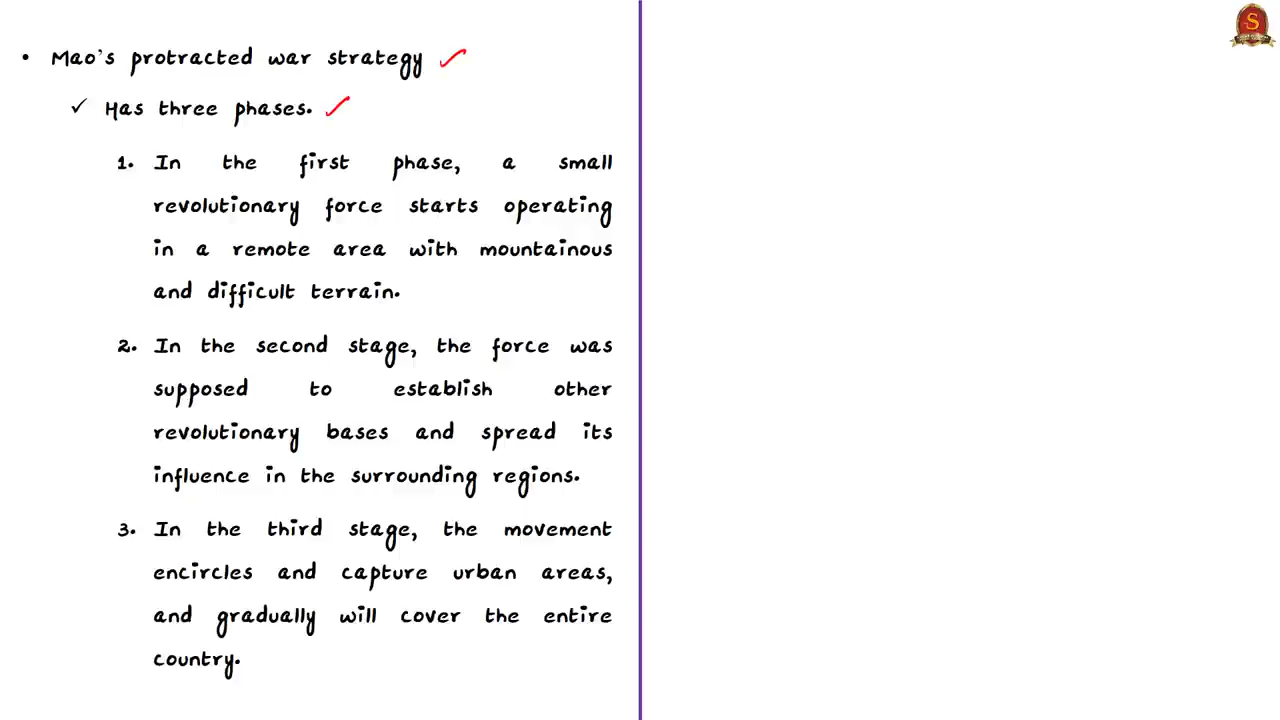 • Mao's protracted war strategy
✓ Has three phases.
1. In the first phase, a small
revolutionary force starts operating
in a remote area with mountainous
and difficult terrain.
2. In the second stage, the force was
supposed to establish other
revolutionary bases and spread its
influence in the surrounding regions.
3. In the third stage, the movement
encircles and capture urban areas,
and gradually will cover the entire
country.
S